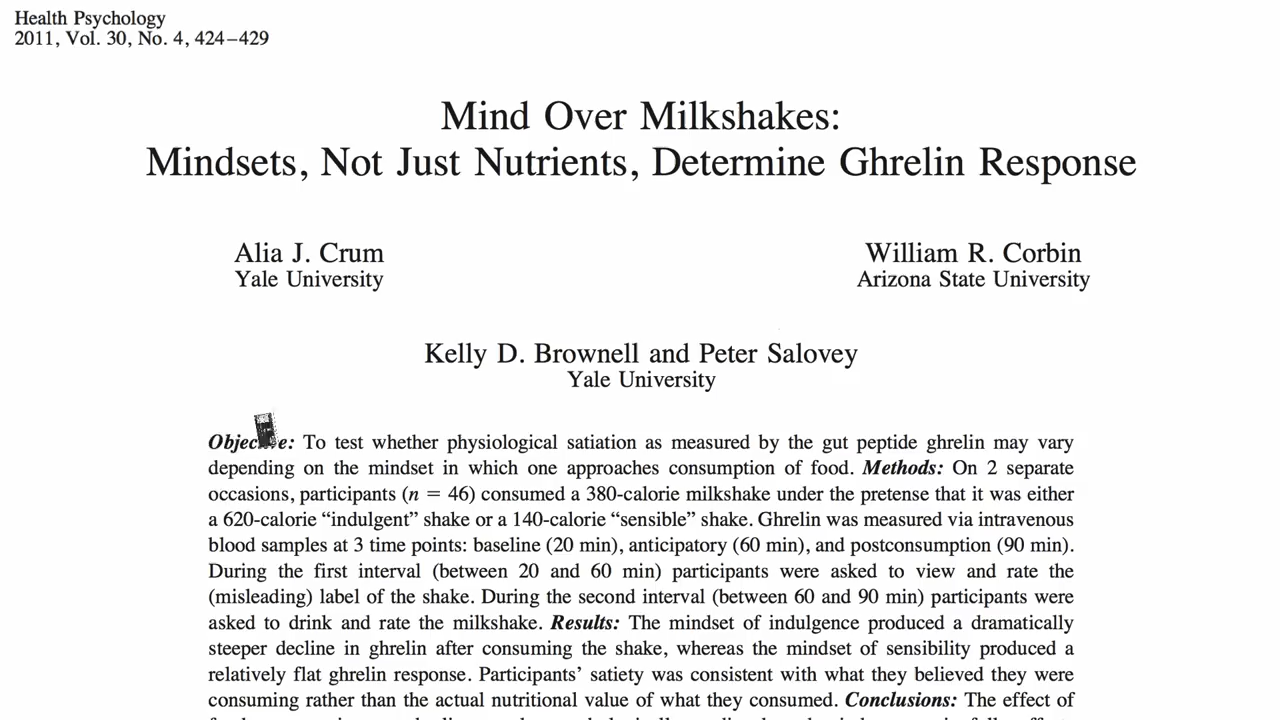 Health Psychology
2011, Vol. 30, No. 4, 424–429
Mind Over Milkshakes:
Mindsets, Not Just Nutrients, Determine Ghrelin Response
Alia J. Crum
Yale University
William R. Corbin
Arizona State University
Kelly D. Brownell and Peter Salovey
Yale University
To test whether physiological satiation as measured by the gut peptide ghrelin may vary
depending on the mindset in which one approaches consumption of food. Methods: On 2 separate
occasions, participants (n = 46) consumed a 380-calorie milkshake under the pretense that it was either
a 620-calorie “indulgent” shake or a 140-calorie “sensible” shake. Ghrelin was measured via intravenous
blood samples at 3 time points: baseline (20 min), anticipatory (60 min), and postconsumption (90 min).
During the first interval (between 20 and 60 min) participants were asked to view and rate the
(misleading) label of the shake. During the second interval (between 60 and 90 min) participants were
asked to drink and rate the milkshake. Results: The mindset of indulgence produced a dramatically
steeper decline in ghrelin after consuming the shake, whereas the mindset of sensibility produced a
relatively flat ghrelin response. Participants’ satiety was consistent with what they believed they were
consuming rather than the actual nutritional value of what they consumed. Conclusions: The effect of